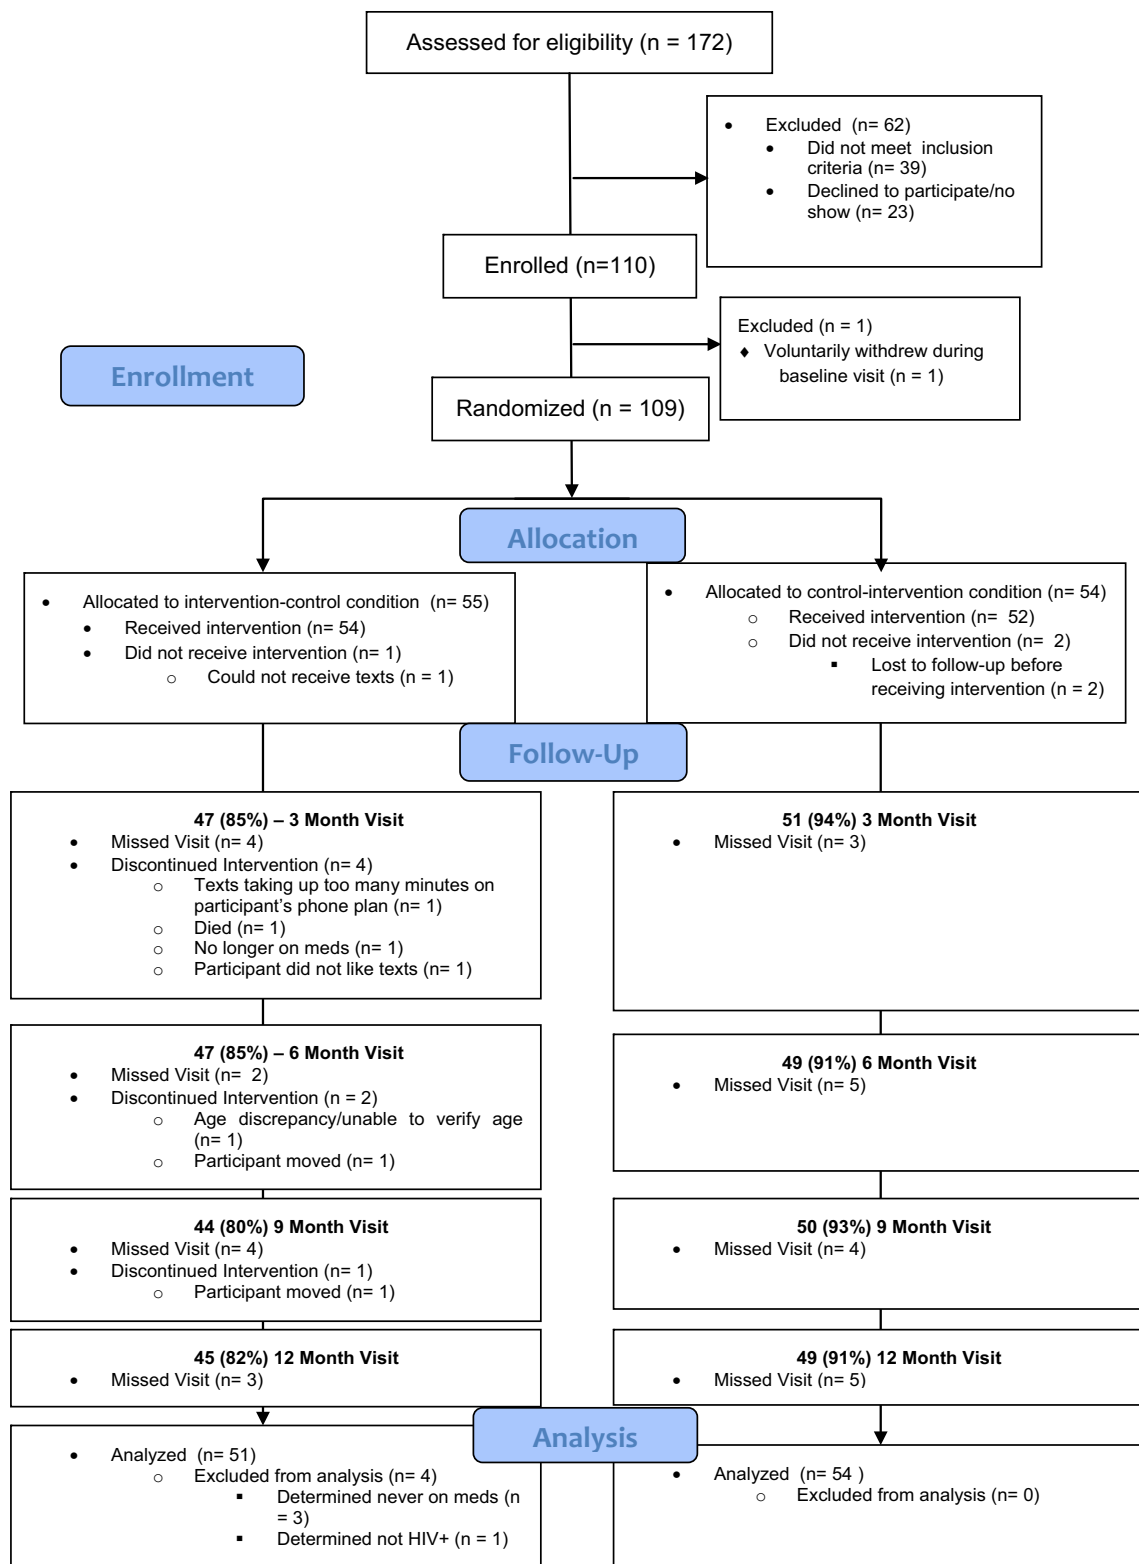 Assessed for eligibility (n = 172)
• Excluded (n= 62)
• Did not meet inclusion
criteria (n= 39)
• Declined to participate/no
show (n= 23)
Enrolled (n=110)
Excluded (n = 1)
♦ Voluntarily withdrew during
baseline visit (n = 1)
Enrollment
Randomized (n = 109)
Allocation
• Allocated to intervention-control condition (n= 55)
• Received intervention (n= 54)
• Did not receive intervention (n= 1)
o Could not receive texts (n = 1)
• Allocated to control-intervention condition (n= 54)
o Received intervention (n= 52)
o Did not receive intervention (n= 2)
▪ Lost to follow-up before
receiving intervention (n = 2)
Follow-Up
47 (85%) – 3 Month Visit
• Missed Visit (n= 4)
• Discontinued Intervention (n= 4)
o Texts taking up too many minutes on
participant’s phone plan (n= 1)
o Died (n= 1)
o No longer on meds (n= 1)
o Participant did not like texts (n= 1)
51 (94%) 3 Month Visit
• Missed Visit (n= 3)
47 (85%) – 6 Month Visit
• Missed Visit (n= 2)
• Discontinued Intervention (n = 2)
o Age discrepancy/unable to verify age
(n= 1)
o Participant moved (n= 1)
49 (91%) 6 Month Visit
• Missed Visit (n= 5)
44 (80%) 9 Month Visit
• Missed Visit (n= 4)
• Discontinued Intervention (n= 1)
o Participant moved (n= 1)
50 (93%) 9 Month Visit
• Missed Visit (n= 4)
45 (82%) 12 Month Visit
• Missed Visit (n= 3)
49 (91%) 12 Month Visit
• Missed Visit (n= 5)
Analysis
• Analyzed (n= 51)
o Excluded from analysis (n= 4)
▪ Determined never on meds (n
= 3)
▪ Determined not HIV+ (n = 1)
• Analyzed (n= 54 )
o Excluded from analysis (n= 0)